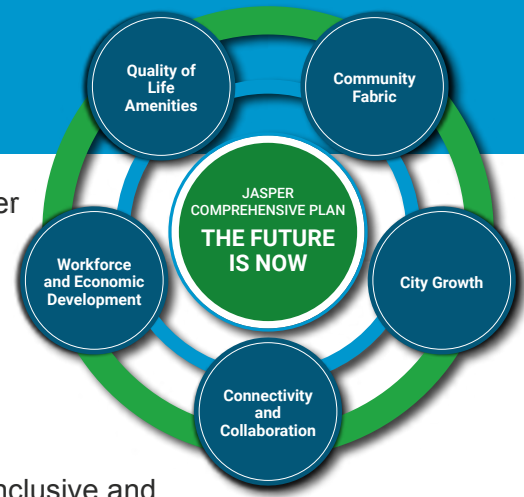 Quality of
Life
Amenities
Community
Fabric
JASPER
COMPREHENSIVE PLAN
THE FUTURE
IS NOW
Workforce
and Economic
Development
City Growth
Connectivity
and
Collaboration
nclusive and